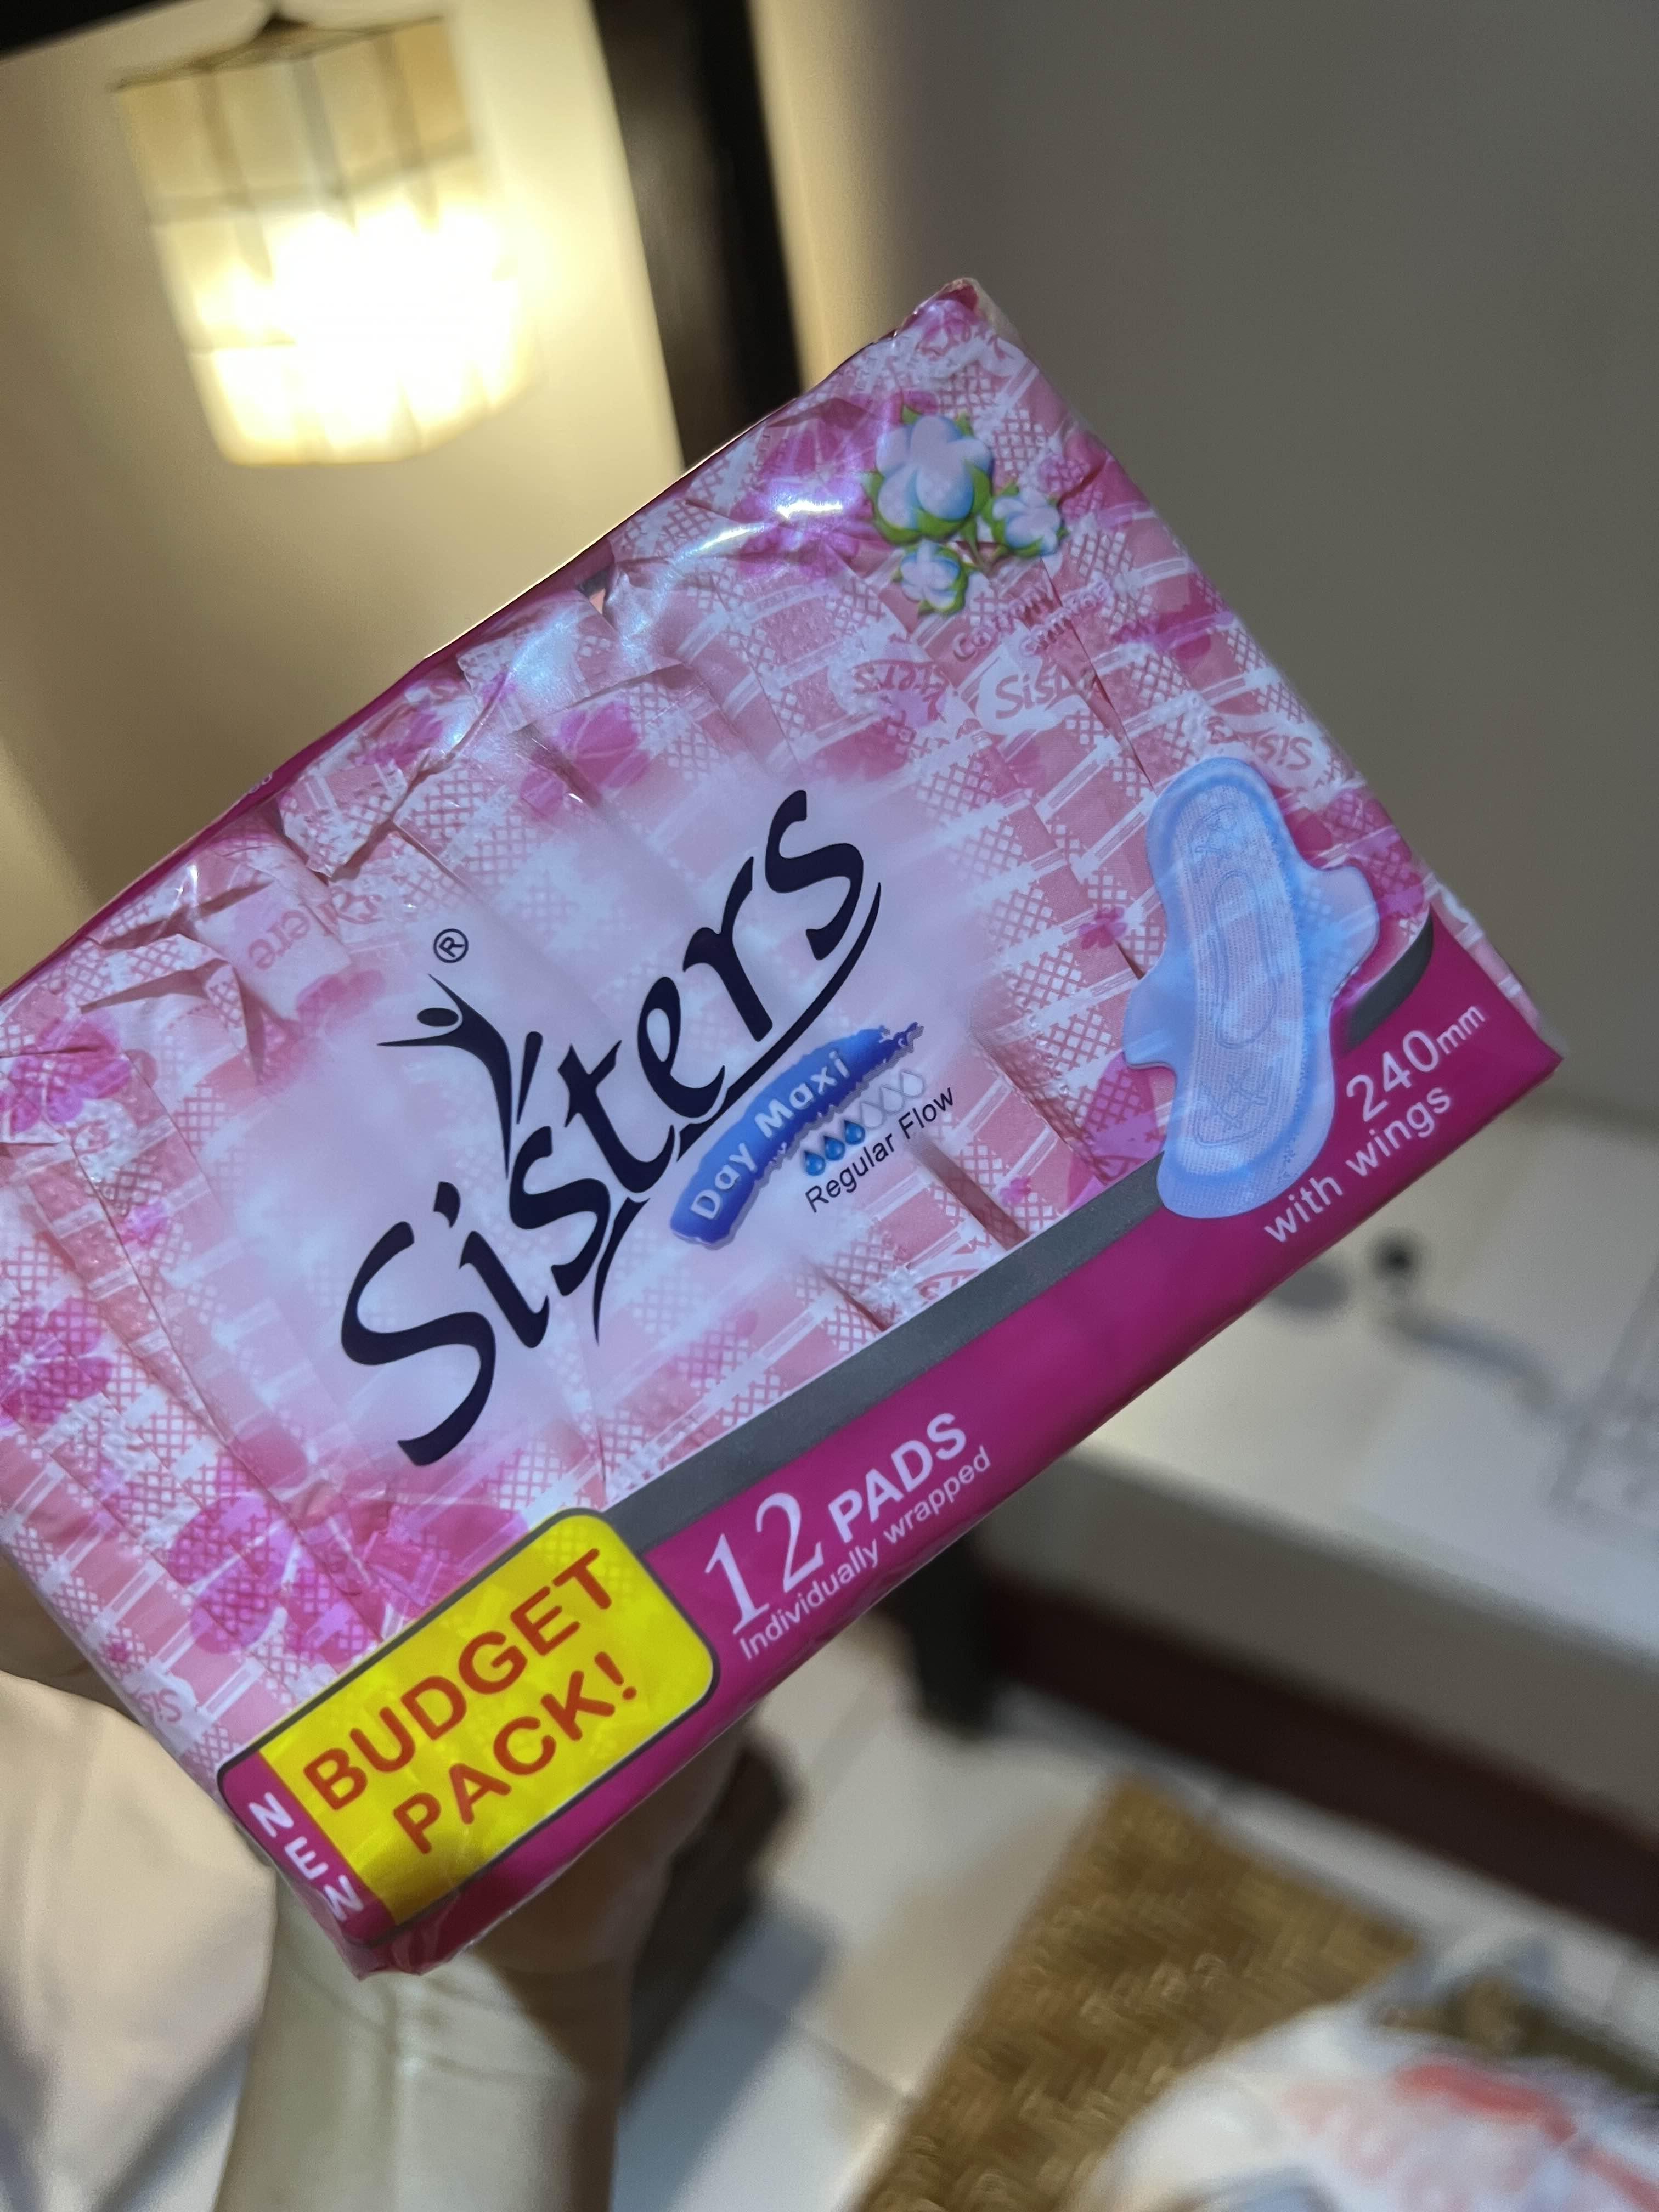 Sisters®
Day Maxi
Regular Flow
240mm
with wings
12 PADS
Individually wrapped
NEW
BUDGET
PACK!